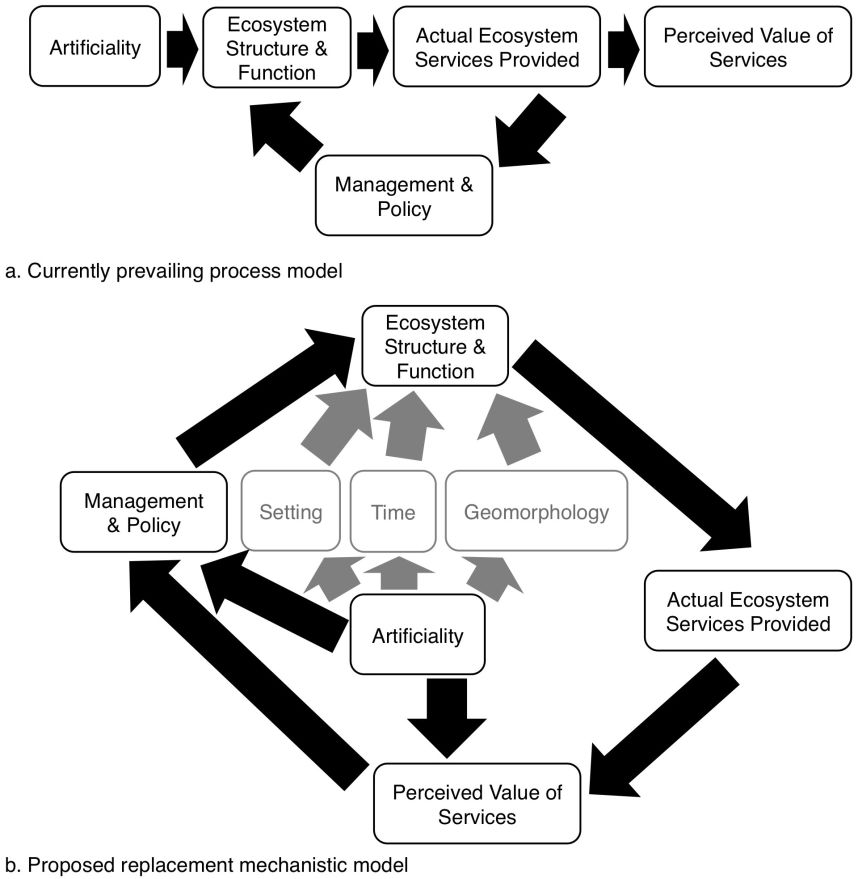 Artificiality
Ecosystem
Structure &
Function
Actual Ecosystem
Services Provided
Perceived Value of
Services
Management &
Policy
a. Currently prevailing process model
Ecosystem
Structure &
Function
Management
& Policy
Setting
Time
Geomorphology
Actual Ecosystem
Services Provided
Artificiality
Perceived Value of
Services
b. Proposed replacement mechanistic model